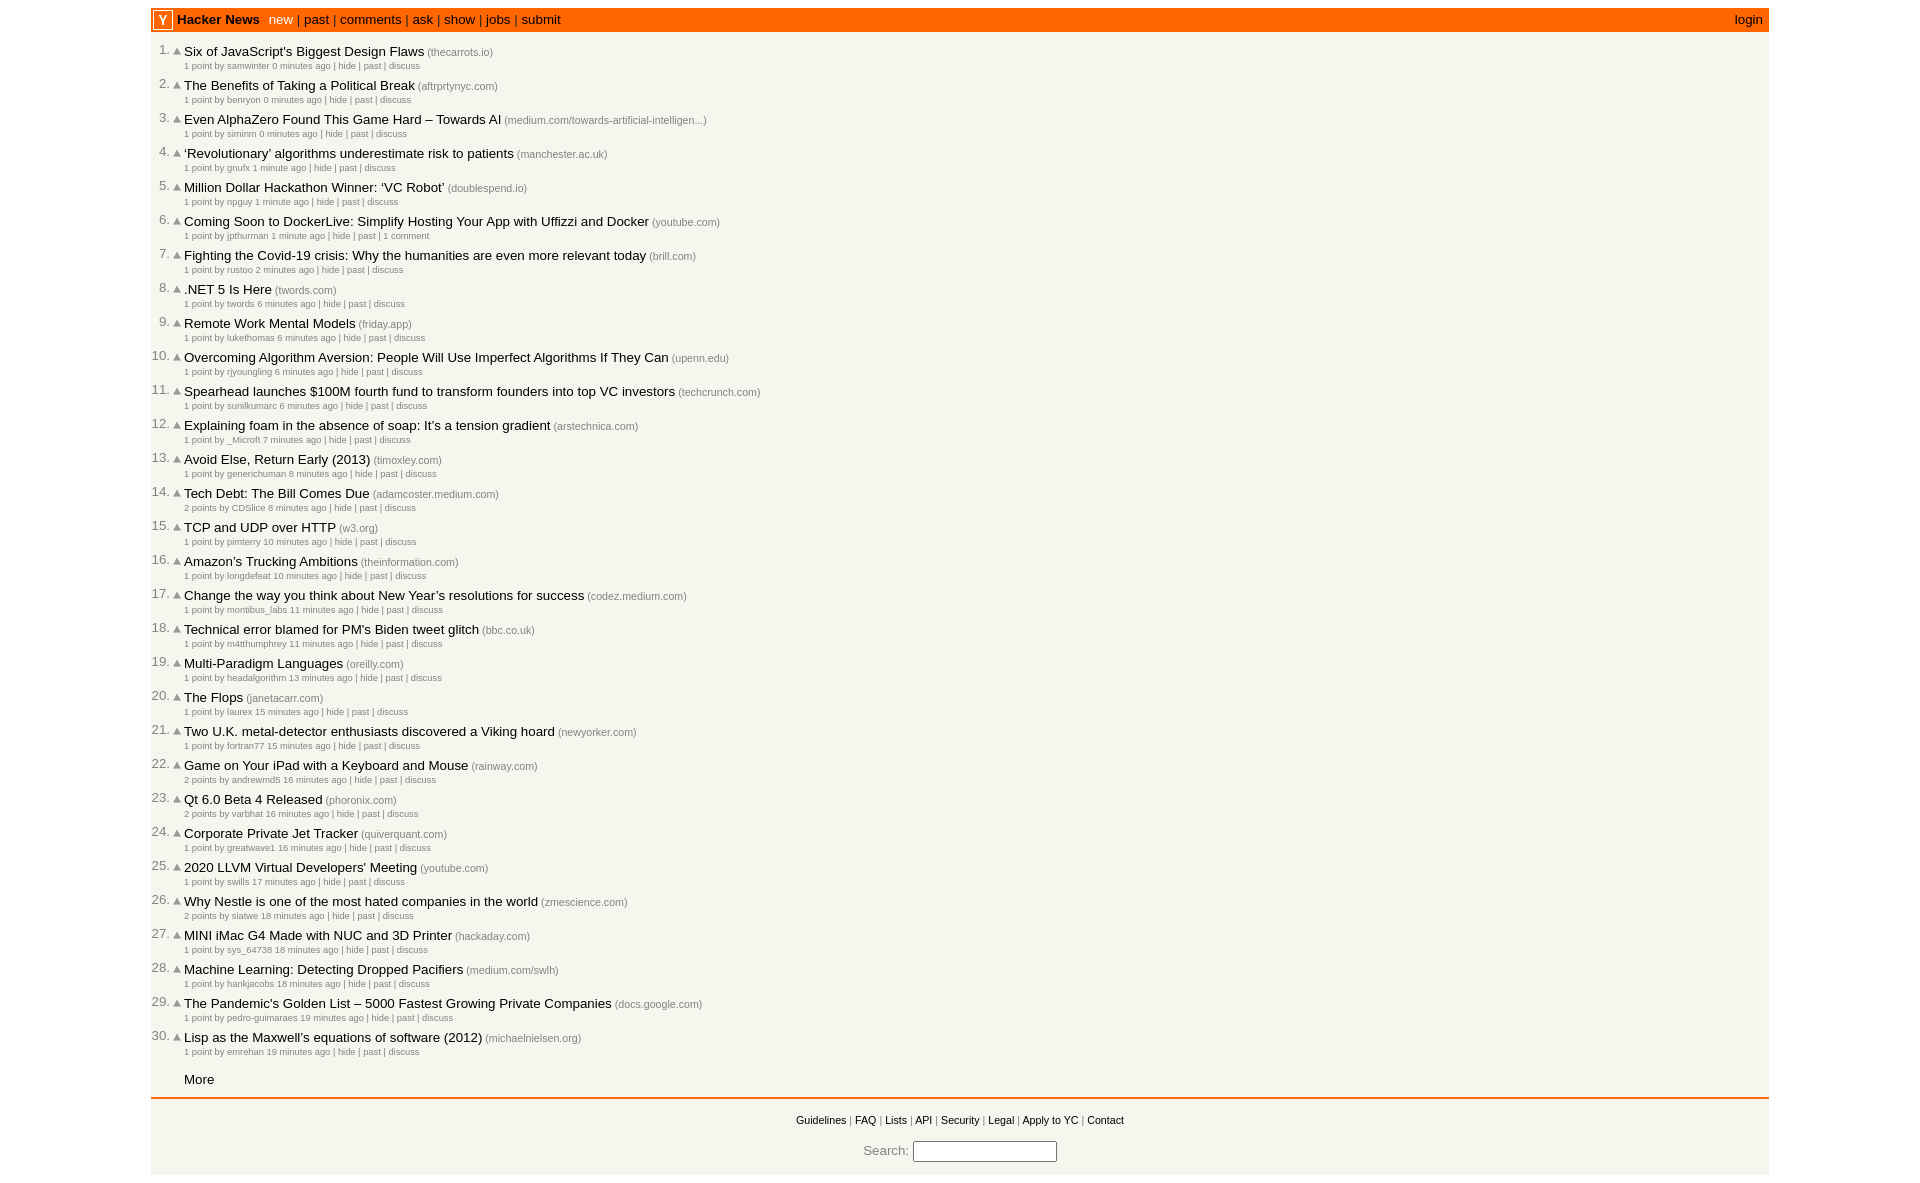 Y Hacker News new | past | comments | ask | show | jobs | submit login
1. Six of JavaScript's Biggest Design Flaws (thecarrots.io)
1 point by samwinter 0 minutes ago | hide | past | discuss
2. The Benefits of Taking a Political Break (aftrprtynyc.com)
1 point by benryon 0 minutes ago | hide | past | discuss
3. Even AlphaZero Found This Game Hard – Towards AI (medium.com/towards-artificial-intelligen...)
1 point by siminm 0 minutes ago | hide | past | discuss
4. ‘Revolutionary’ algorithms underestimate risk to patients (manchester.ac.uk)
1 point by gnufx 1 minute ago | hide | past | discuss
5. Million Dollar Hackathon Winner: ‘VC Robot’ (doublespend.io)
1 point by npguy 1 minute ago | hide | past | discuss
6. Coming Soon to DockerLive: Simplify Hosting Your App with Uffizzi and Docker (youtube.com)
1 point by jpthurman 1 minute ago | hide | past | 1 comment
7. Fighting the Covid-19 crisis: Why the humanities are even more relevant today (brill.com)
1 point by rustoo 2 minutes ago | hide | past | discuss
8. .NET 5 Is Here (twords.com)
1 point by twords 6 minutes ago | hide | past | discuss
9. Remote Work Mental Models (friday.app)
1 point by lukethomas 6 minutes ago | hide | past | discuss
10. Overcoming Algorithm Aversion: People Will Use Imperfect Algorithms If They Can (upenn.edu)
1 point by rjyoungling 6 minutes ago | hide | past | discuss
11. Spearhead launches $100M fourth fund to transform founders into top VC investors (techcrunch.com)
1 point by sunilkumarc 6 minutes ago | hide | past | discuss
12. Explaining foam in the absence of soap: It’s a tension gradient (arstechnica.com)
1 point by _Microft 7 minutes ago | hide | past | discuss
13. Avoid Else, Return Early (2013) (timoxley.com)
1 point by generichuman 8 minutes ago | hide | past | discuss
14. Tech Debt: The Bill Comes Due (adamcoster.medium.com)
2 points by CDSlice 8 minutes ago | hide | past | discuss
15. TCP and UDP over HTTP (w3.org)
1 point by pimterry 10 minutes ago | hide | past | discuss
16. Amazon’s Trucking Ambitions (theinformation.com)
1 point by longdefeat 10 minutes ago | hide | past | discuss
17. Change the way you think about New Year’s resolutions for success (codez.medium.com)
1 point by montibus_labs 11 minutes ago | hide | past | discuss
18. Technical error blamed for PM's Biden tweet glitch (bbc.co.uk)
1 point by m4tthumphrey 11 minutes ago | hide | past | discuss
19. Multi-Paradigm Languages (oreilly.com)
1 point by headalgorithm 13 minutes ago | hide | past | discuss
20. The Flops (janetacarr.com)
1 point by laurex 15 minutes ago | hide | past | discuss
21. Two U.K. metal-detector enthusiasts discovered a Viking hoard (newyorker.com)
1 point by fortran77 15 minutes ago | hide | past | discuss
22. Game on Your iPad with a Keyboard and Mouse (rainway.com)
2 points by andrewmd5 16 minutes ago | hide | past | discuss
23. Qt 6.0 Beta 4 Released (phoronix.com)
2 points by varbhat 16 minutes ago | hide | past | discuss
24. Corporate Private Jet Tracker (quiverquant.com)
1 point by greatwave1 16 minutes ago | hide | past | discuss
25. 2020 LLVM Virtual Developers' Meeting (youtube.com)
1 point by swills 17 minutes ago | hide | past | discuss
26. Why Nestle is one of the most hated companies in the world (zmescience.com)
2 points by siatwe 18 minutes ago | hide | past | discuss
27. MINI iMac G4 Made with NUC and 3D Printer (hackaday.com)
1 point by sys_64738 18 minutes ago | hide | past | discuss
28. Machine Learning: Detecting Dropped Pacifiers (medium.com/swlh)
1 point by hankjacobs 18 minutes ago | hide | past | discuss
29. The Pandemic's Golden List – 5000 Fastest Growing Private Companies (docs.google.com)
1 point by pedro-guimaraes 19 minutes ago | hide | past | discuss
30. Lisp as the Maxwell’s equations of software (2012) (michaelnielsen.org)
1 point by emrehan 19 minutes ago | hide | past | discuss
More
Guidelines | FAQ | Lists | API | Security | Legal | Apply to YC | Contact
Search: